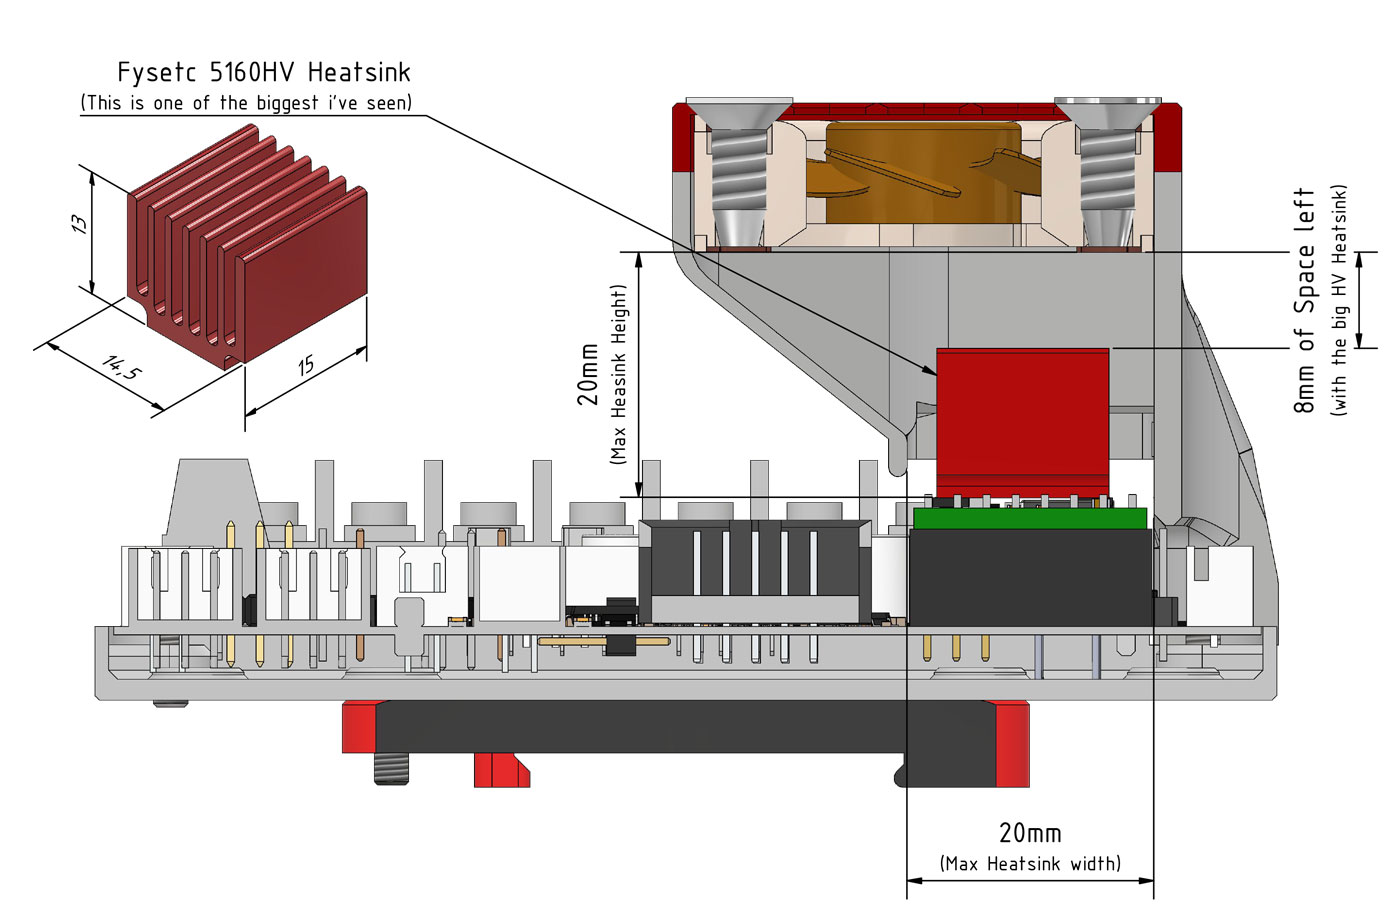 Fysetc 5160HV Heatsink
(This is one of the biggest i've seen)
13
14,5
15
20mm
(Max Heasink Height)
8mm of Space left
(with the big HV Heatsink)
20mm
(Max Heatsink width)